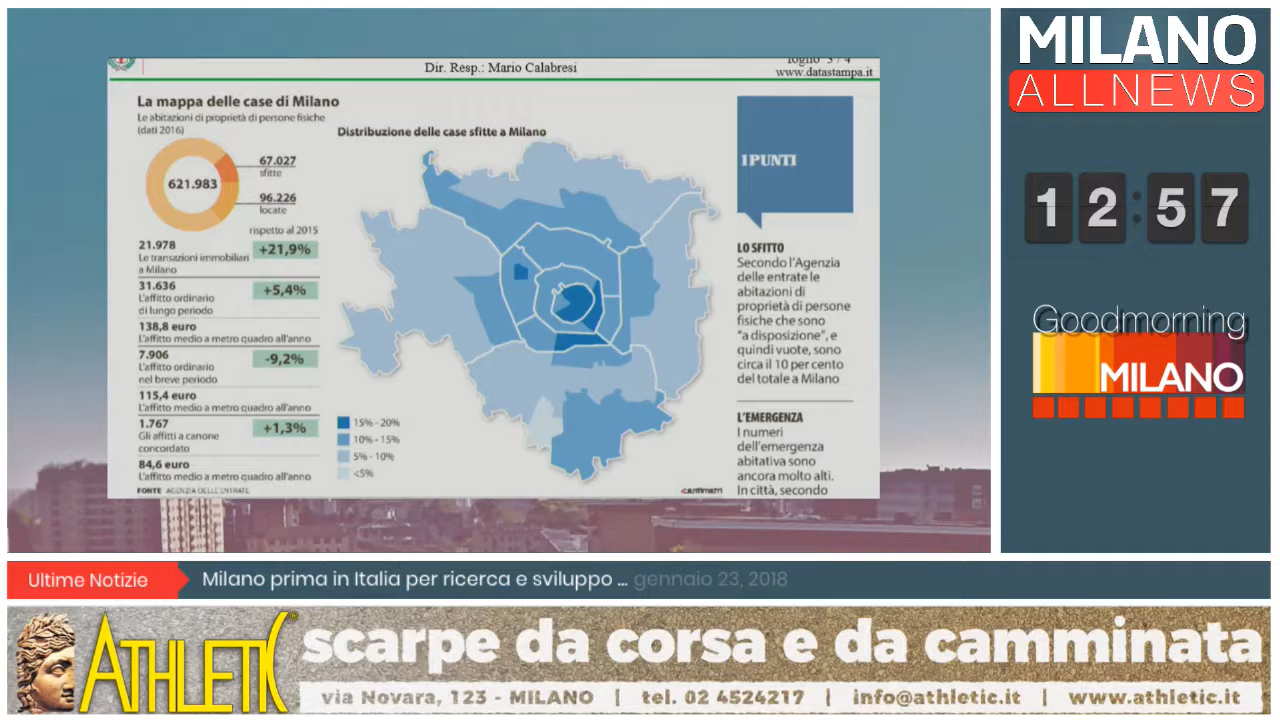 Dir. Resp.: Mario Calabresi
foglio 3 / 4
www.datastampa.it
La mappa delle case di Milano
Le abitazioni di proprietà di persone fisiche
(dati 2016)
67.027
sfitte
621.983
96.226
locate
rispetto al 2015
21.978
+21,9%
Le transazioni immobiliari
a Milano
31.636
+5,4%
L'affitto ordinario
di lungo periodo
138,8 euro
L'affitto medio a metro quadro all'anno
7.906
-9,2%
L'affitto ordinario
nel breve periodo
115,4 euro
L'affitto medio a metro quadro all'anno
1.767
+1,3%
Gli affitti a canone
concordato
84,6 euro
L'affitto medio a metro quadro all'anno
FONTE AGENZIA DELLE ENTRATE
Distribuzione delle case sfitte a Milano
15% - 20%
10% - 15%
5% - 10%
<5%
centimetri
I PUNTI
LO SFITTO
Secondo l'Agenzia
delle entrate le
abitazioni di
proprietà di persone
fisiche che sono
"a disposizione", e
quindi vuote, sono
circa il 10 per cento
del totale a Milano
L'EMERGENZA
I numeri
dell'emergenza
abitativa sono
ancora molto alti.
In città, secondo
MILANO
ALLNEWS
12:57
Goodmorning
MILANO
Ultime Notizie
Milano prima in Italia per ricerca e sviluppo ... gennaio 23, 2018
ATHLETIC®
scarpe da corsa e da camminata
via Novara, 123 - MILANO | tel. 02 4524217 | info@athletic.it | www.athletic.it